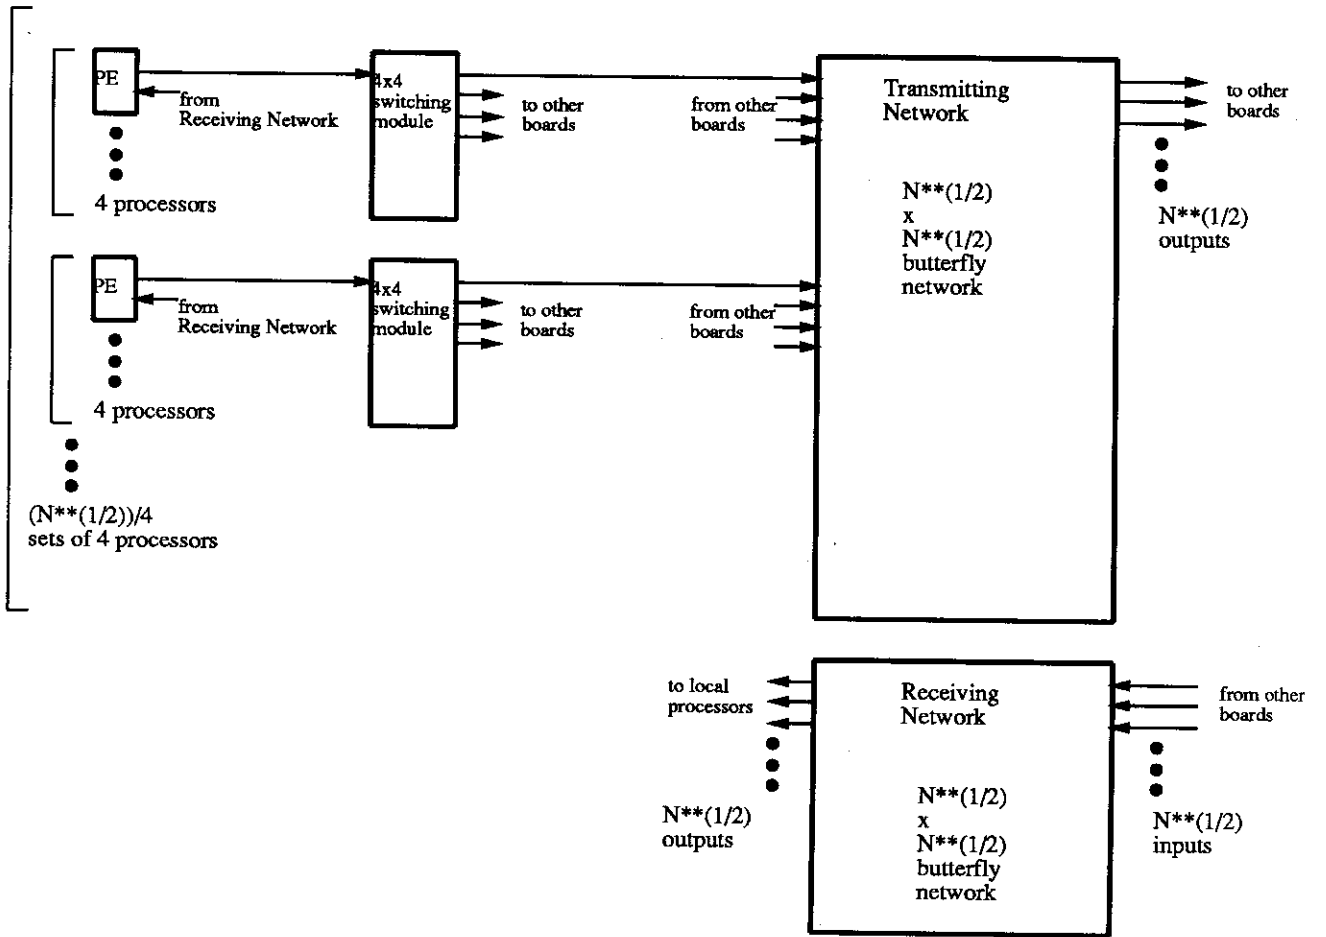 PE
from
Receiving Network
4 processors
4x4
switching
module
to other
boards
from other
boards
Transmitting
Network
N**(1/2)
x
N**(1/2)
butterfly
network
to other
boards
N**(1/2)
outputs
PE
from
Receiving Network
4 processors
4x4
switching
module
to other
boards
from other
boards
(N**(1/2))/4
sets of 4 processors
to local
processors
N**(1/2)
outputs
Receiving
Network
N**(1/2)
x
N**(1/2)
butterfly
network
from other
boards
N**(1/2)
inputs